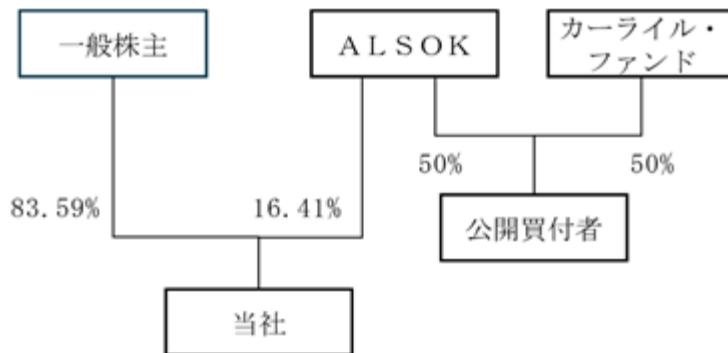 一般株主
ＡＬＳＯＫ
カーライル・
ファンド
50%
50%
83.59%
16.41%
公開買付者
当社